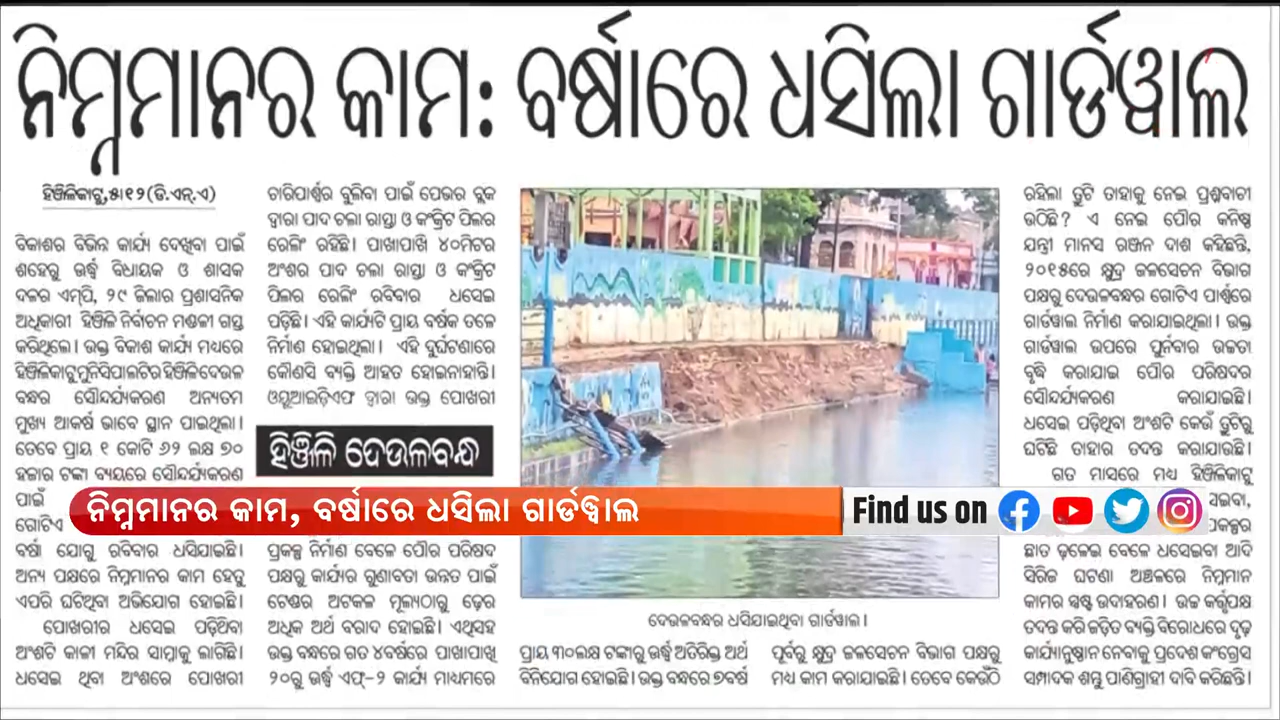 ନିମ୍ନମାନର କାମ: ବର୍ଷାରେ ଧସିଲା ଗାର୍ଡୱାଲ
ହିଞ୍ଜିଳିକାଟୁ,୫ା୧୨(ଡି.ଏନ୍.ଏ)
ବିକାଶର ବିଭିନ୍ନ କାର୍ଯ୍ୟ ଦେଖିବା ପାଇଁ
ଶହେରୁ ଊର୍ଦ୍ଧ୍ୱ ବିଧାୟକ ଓ ଶାସକ
ଦଳର ଏମ୍‌ପି, ୨୯ ଜିଲାର ପ୍ରଶାସନିକ
ଅଧିକାରୀ ହିଞ୍ଜିଳି ନିର୍ବାଚନ ମଣ୍ଡଳୀ ଗସ୍ତ
କରିଥିଲେ। ଉକ୍ତ ବିକାଶ କାର୍ଯ୍ୟ ମଧ୍ୟରେ
ହିଞ୍ଜିଳିକାଟୁମୁନିସିପାଲଟିରହିଞ୍ଜିଳିଦେଉଳ
ବନ୍ଧର ସୌନ୍ଦର୍ଯ୍ୟକରଣ ଅନ୍ୟତମ
ମୁଖ୍ୟ ଆକର୍ଷ ଭାବେ ସ୍ଥାନ ପାଇଥିଲା।
ତେବେ ପ୍ରାୟ ୧ କୋଟି ୬୨ ଲକ୍ଷ ୭୦
ହଜାର ଟଙ୍କା ବ୍ୟୟରେ ସୌନ୍ଦର୍ଯ୍ୟକରଣ
ପାଇଁ
ଗୋଟିଏ
ବର୍ଷା ଯୋଗୁ ରବିବାର ଧସିଯାଇଛି।
ଅନ୍ୟ ପକ୍ଷରେ ନିମ୍ନମାନର କାମ ହେତୁ
ଏପରି ଘଟିଥିବା ଅଭିଯୋଗ ହୋଇଛି।
ପୋଖରୀର ଧସେଇ ପଡ଼ିଥିବା
ଅଂଶଟି କାଳୀ ମନ୍ଦିର ସାମ୍ନାକୁ ଲାଗିଛି।
ଧସେଇ ଥିବା ଅଂଶରେ ପୋଖରୀ
ଚାରିପାର୍ଶ୍ୱର ବୁଲିବା ପାଇଁ ପେଭର ବ୍ଲକ
ଦ୍ୱାରା ପାଦ ଚଲା ରାସ୍ତା ଓ କଂକ୍ରିଟ ପିଲର
ରେଲିଂ ରହିଛି। ପାଖାପାଖି ୪୦ମିଟର
ଅଂଶର ପାଦ ଚଲା ରାସ୍ତା ଓ କଂକ୍ରିଟ
ପିଲର ରେଲିଂ ରବିବାର ଧସେଇ
ପଡ଼ିଛି। ଏହି କାର୍ଯ୍ୟଟି ପ୍ରାୟ ବର୍ଷକ ତଳେ
ନିର୍ମାଣ ହୋଇଥିଲା। ଏହି ଦୁର୍ଘଟଣାରେ
କୌଣସି ବ୍ୟକ୍ତି ଆହତ ହୋଇନାହାନ୍ତି।
ଓୟୁଆଇଡ଼ିଏଫ ଦ୍ୱାରା ଉକ୍ତ ପୋଖରୀ
ହିଞ୍ଜିଳି ଦେଉଳବନ୍ଧ
ପ୍ରକଳ୍ପ ନିର୍ମାଣ ବେଳେ ପୌର ପରିଷଦ
ପକ୍ଷରୁ କାର୍ଯ୍ୟର ଗୁଣାବତା ଉନ୍ନତ ପାଇଁ
ଟେଣ୍ଡର ଅଟକଳ ମୂଲ୍ୟଠାରୁ ଢ଼େର
ଅଧିକ ଅର୍ଥ ବରାଦ ହୋଇଛି। ଏଥିସହ
ଉକ୍ତ ବନ୍ଧରେ ଗତ ୪ବର୍ଷରେ ପାଖାପାଖି
୨୦ରୁ ଊର୍ଦ୍ଧ୍ୱ ଏଫ୍-୨ କାର୍ଯ୍ୟ ମାଧ୍ୟମରେ
ଦେଉଳବନ୍ଧର ଧସିଯାଇଥିବା ଗାର୍ଡୱାଲ।
ପ୍ରାୟ ୩୦ଲକ୍ଷ ଟଙ୍କାରୁ ଊର୍ଦ୍ଧ୍ୱ ଅତିରିକ୍ତ ଅର୍ଥ
ବିନିଯୋଗ ହୋଇଛି। ଉକ୍ତ ବନ୍ଧରେ ୭ବର୍ଷ
ପୂର୍ବରୁ କ୍ଷୁଦ୍ର ଜଳସେଚନ ବିଭାଗ ପକ୍ଷରୁ
ମଧ୍ୟ କାମ କରାଯାଇଛି। ତେବେ କେଉଁଠି
ରହିଲା ତ୍ରୁଟି ତାହାକୁ ନେଇ ପ୍ରଶ୍ନବାଚୀ
ଉଠିଛି? ଏ ନେଇ ପୌର କନିଷ୍ଠ
ଯନ୍ତ୍ରୀ ମାନସ ରଞ୍ଜନ ଦାଶ କହିଛନ୍ତି,
୨୦୧୫ରେ କ୍ଷୁଦ୍ର ଜଳସେଚନ ବିଭାଗ
ପକ୍ଷରୁ ଦେଉଳବନ୍ଧର ଗୋଟିଏ ପାର୍ଶ୍ୱରେ
ଗାର୍ଡୱାଲ ନିର୍ମାଣ କରାଯାଇଥିଲା। ଉକ୍ତ
ଗାର୍ଡୱାଲ ଉପରେ ପୁର୍ନବାର ଉଚ୍ଚତା
ବୃଦ୍ଧି କରାଯାଇ ପୌର ପରିଷଦର
ସୌନ୍ଦର୍ଯ୍ୟକରଣ କରାଯାଇଛି।
ଧସେଇ ପଡ଼ିଥିବା ଅଂଶଟି କେଉଁ ତ୍ରୁଟିରୁ
ଘଟିଛି ତାହାର ତଦନ୍ତ କରାଯାଉଛି।
ଗତ ମାସରେ ମଧ୍ୟ ହିଞ୍ଜିଳିକାଟୁ
ଛାତ ଢ଼ଳେଇ ବେଳେ ଧସେଇବା ଆଦି
ସିରିଜ ଘଟଣା ଅଞ୍ଚଳରେ ନିମ୍ନମାନ
କାମର ସ୍ପଷ୍ଟ ଉଦାହରଣ। ଉଚ୍ଚ କର୍ତ୍ତୃପକ୍ଷ
ତଦନ୍ତ କରି ଜଡ଼ିତ ବ୍ୟକ୍ତି ବିରୋଧରେ ଦୃଢ଼
କାର୍ଯ୍ୟାନୁଷ୍ଠାନ ନେବାକୁ ପ୍ରଦେଶ କଂଗ୍ରେସ
ସମ୍ପାଦକ ଶମ୍ଭୁ ପାଣିଗ୍ରାହୀ ଦାବି କରିଛନ୍ତି।
ନିମ୍ନମାନର କାମ, ବର୍ଷାରେ ଧସିଲା ଗାର୍ଡୱାଲ
Find us on